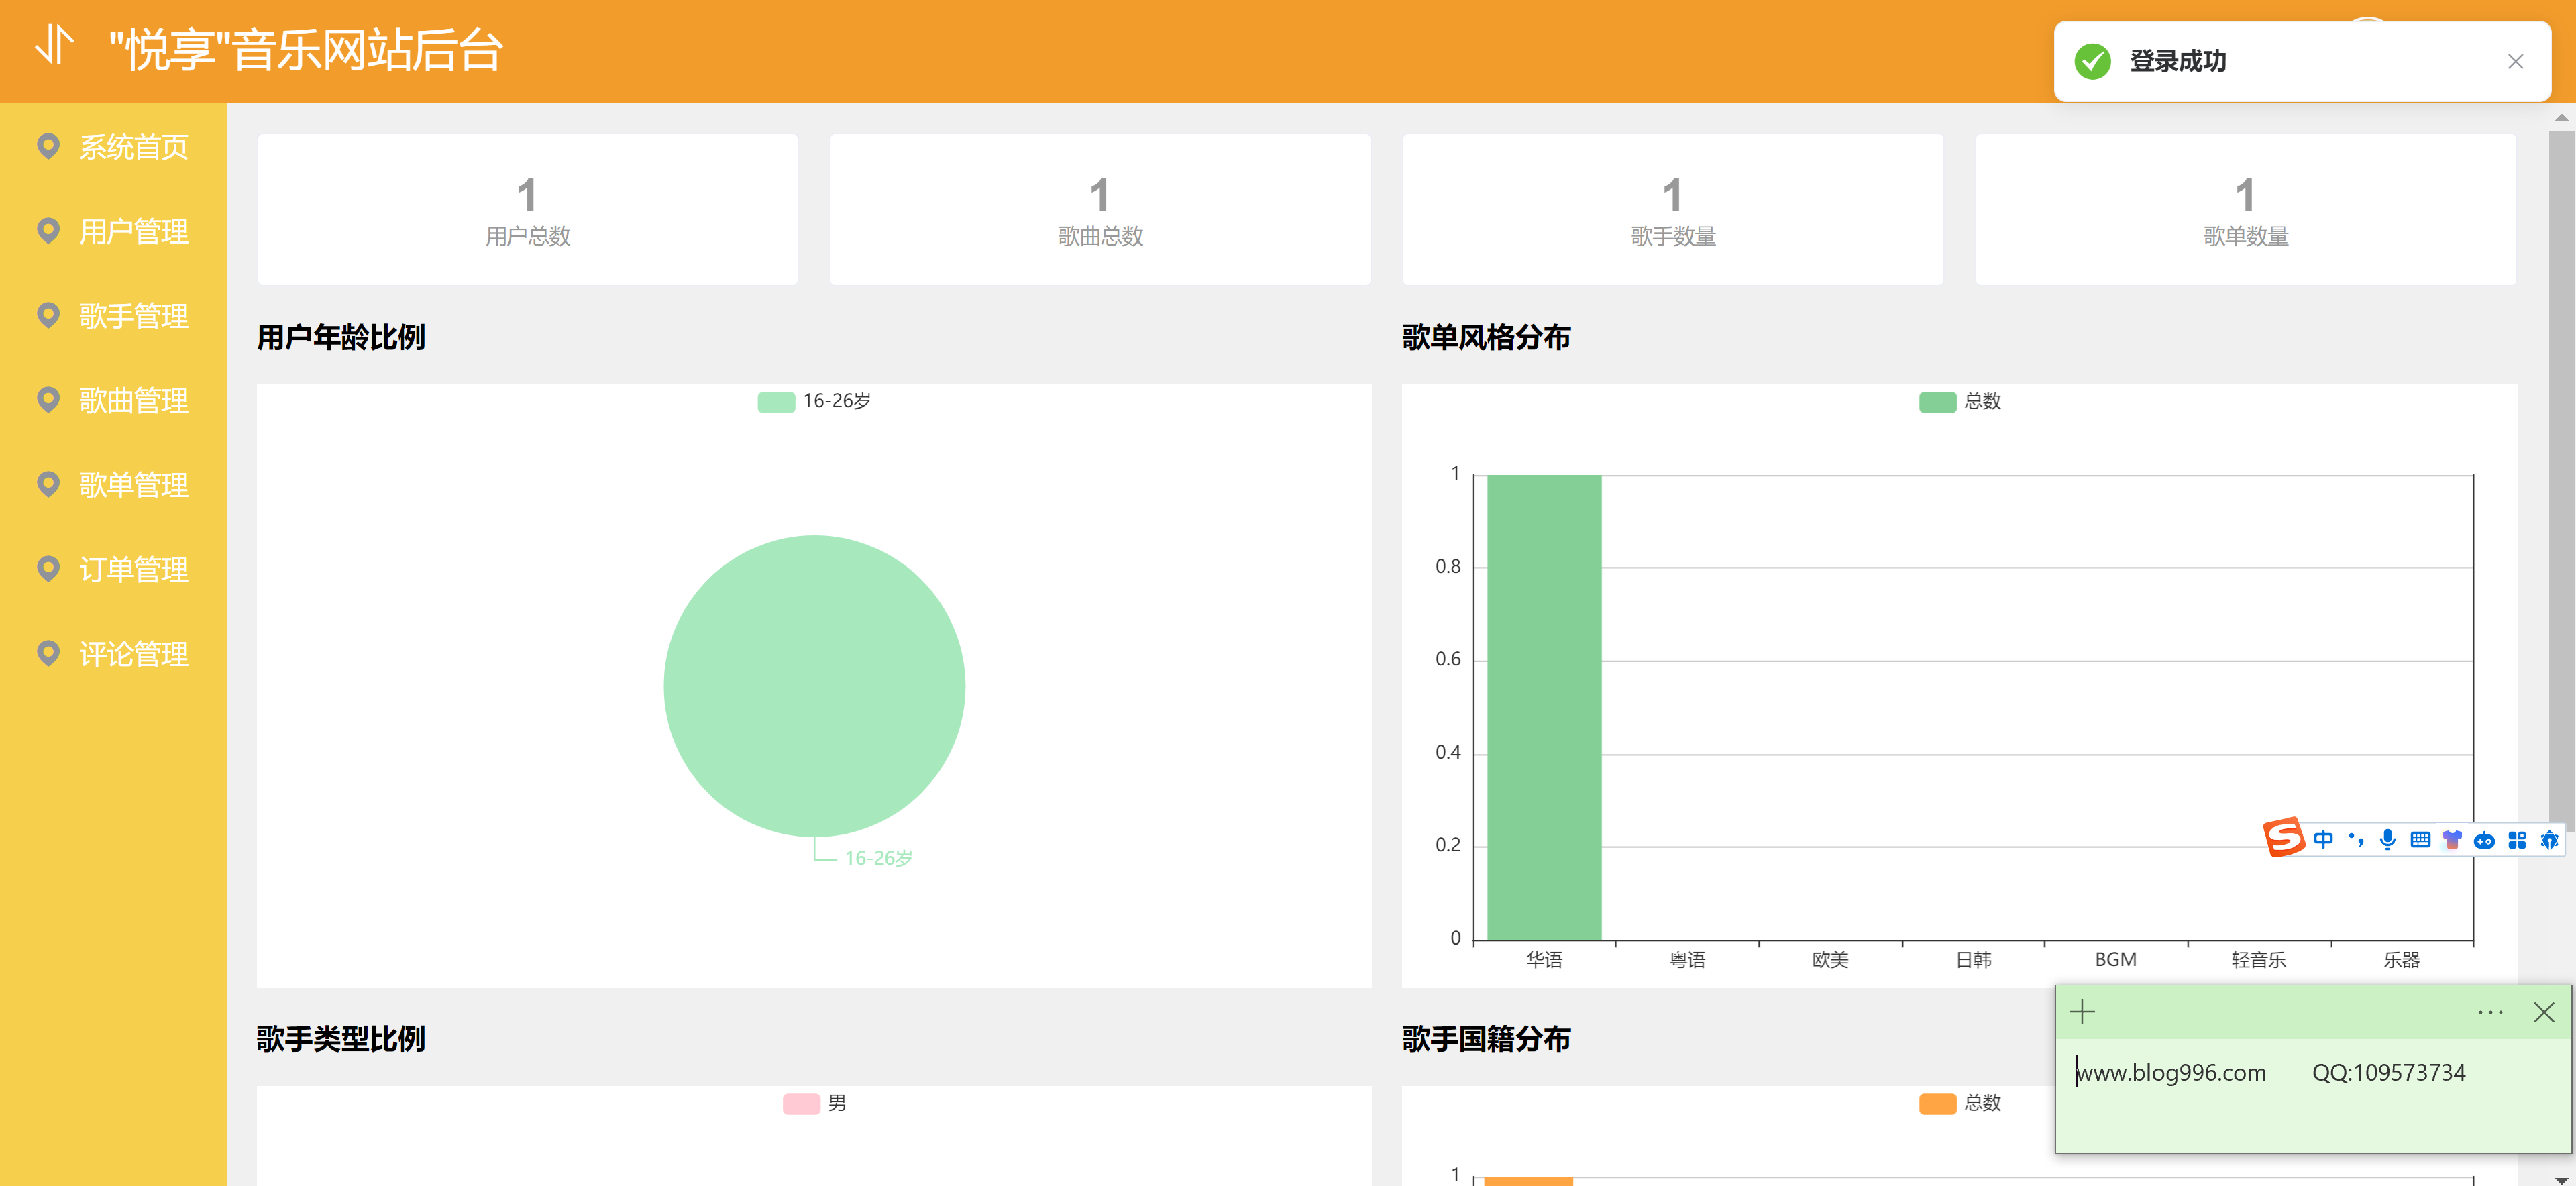 "悦享"音乐网站后台
登录成功
系统首页
用户管理
歌手管理
歌曲管理
歌单管理
订单管理
评论管理
1
用户总数
1
歌曲总数
1
歌手数量
1
歌单数量
用户年龄比例
16-26岁
16-26岁
歌单风格分布
总数
1
0.8
0.6
0.4
0.2
0
华语 粤语 欧美 日韩 BGM 轻音乐 乐器
中
歌手类型比例
男
歌手国籍分布
总数
1
www.blog996.com QQ:109573734